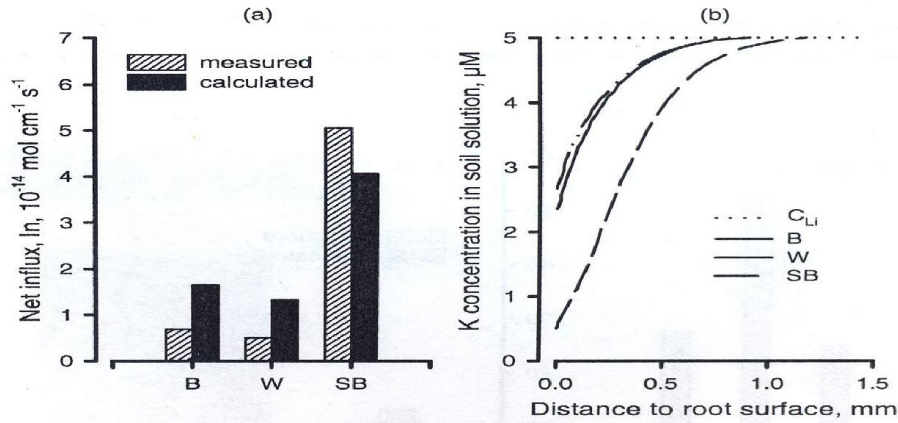 (a)
7
6
5
4
3
2
1
0
Net influx, In, 10⁻¹⁴ mol cm⁻¹ s⁻¹
measured
calculated
B W SB
(b)
5
4
3
2
1
0
K concentration in soil solution, µM
C_Li
B
W
SB
0.0 0.5 1.0 1.5
Distance to root surface, mm